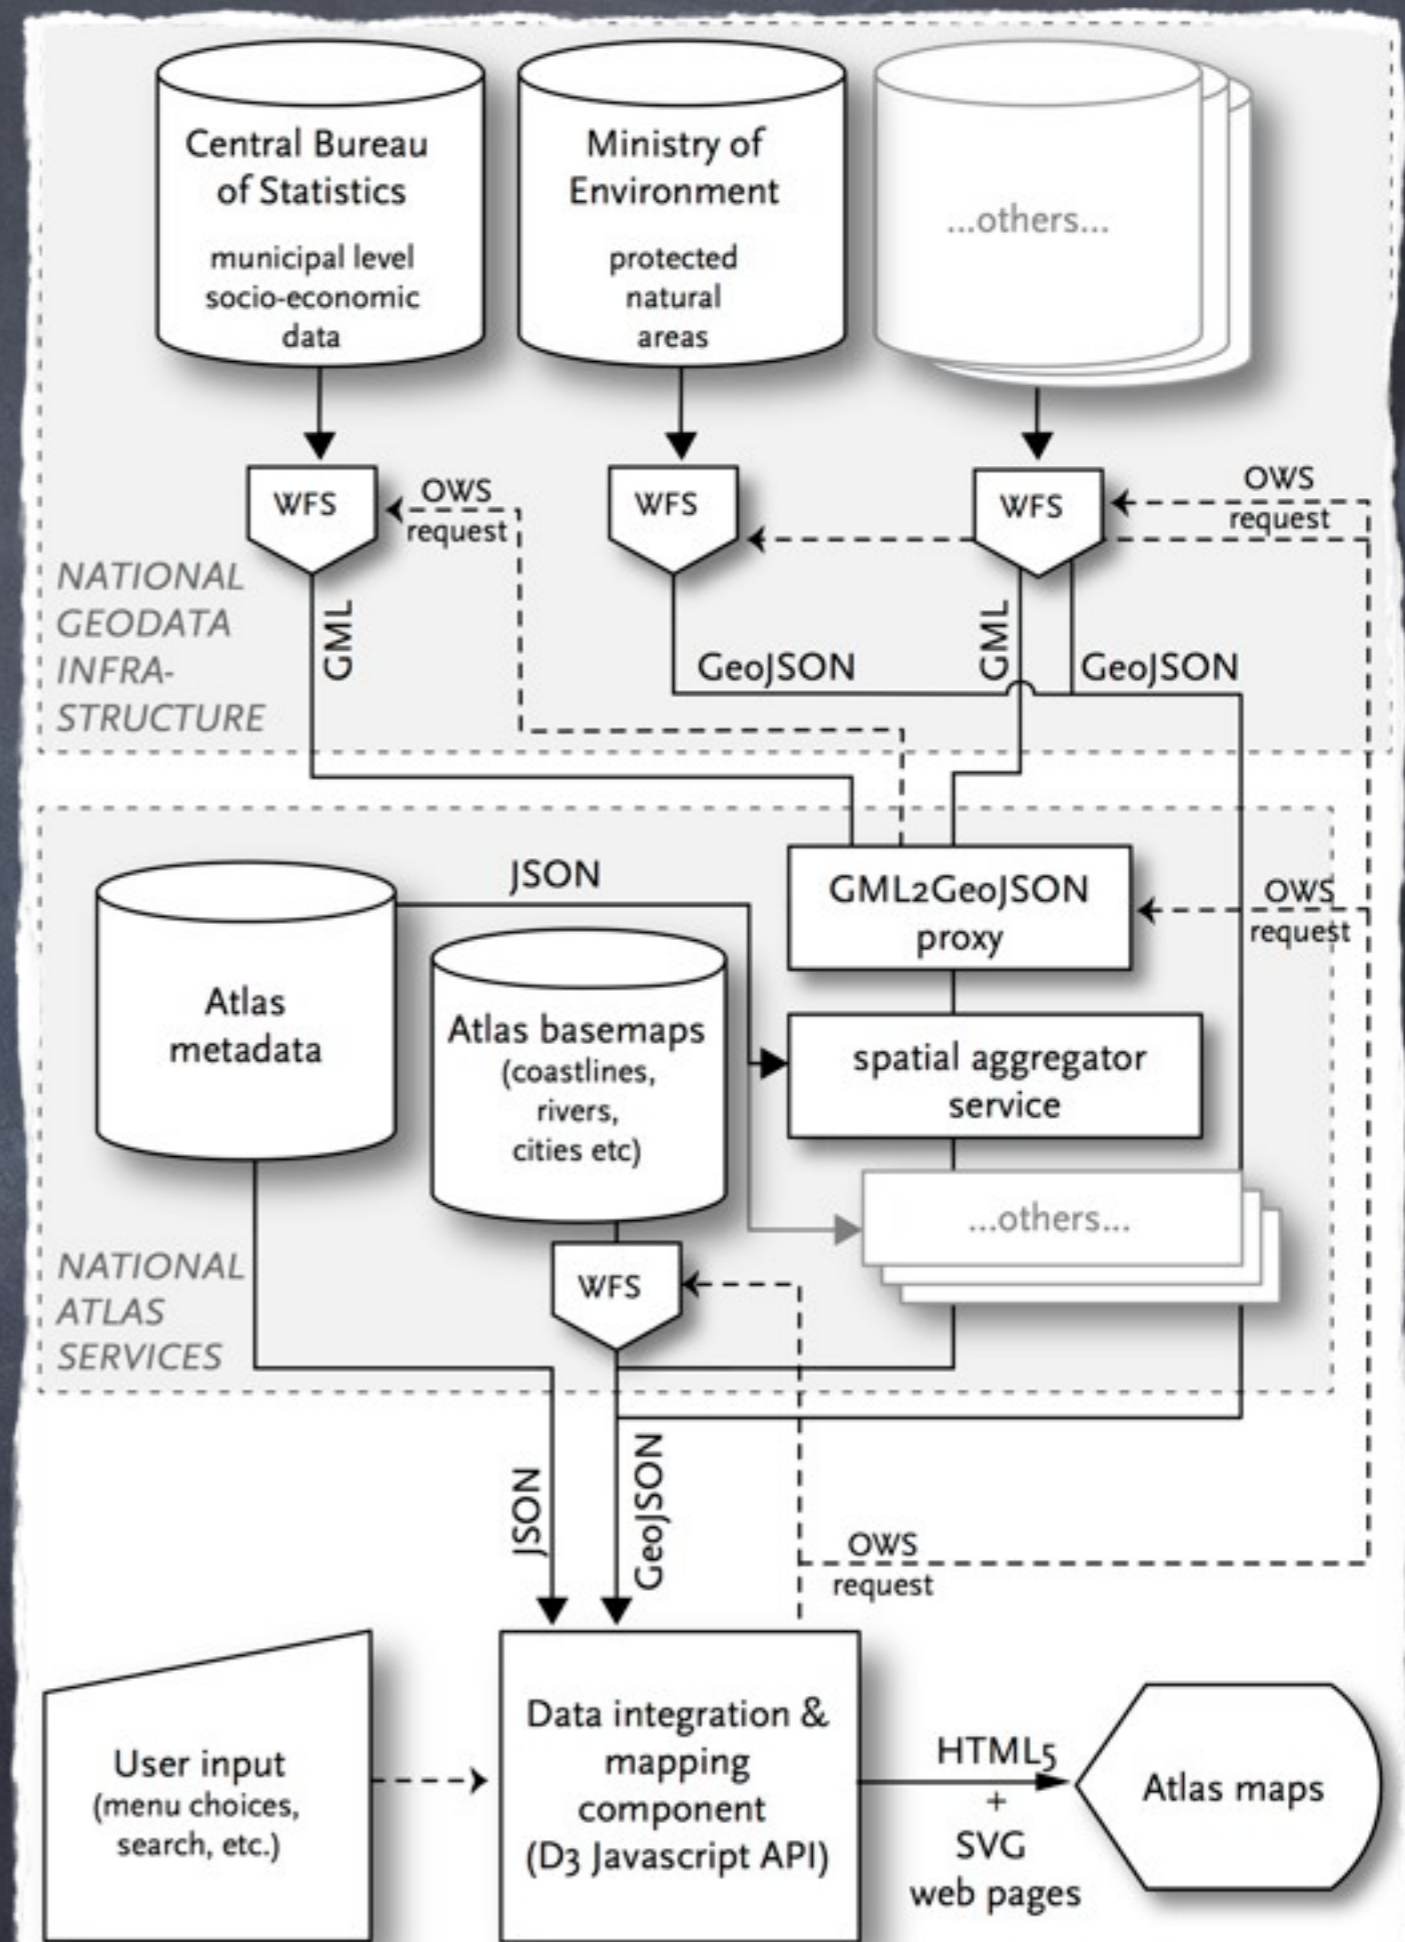 Central Bureau
of Statistics
municipal level
socio-economic
data
Ministry of
Environment
protected
natural
areas
...others...
WFS
OWS
request
WFS
WFS
OWS
request
NATIONAL
GEODATA
INFRA-
STRUCTURE
GML
GeoJSON
GML
GeoJSON
JSON
GML2GeoJSON
proxy
OWS
request
Atlas
metadata
Atlas basemaps
(coastlines,
rivers,
cities etc)
spatial aggregator
service
...others...
WFS
NATIONAL
ATLAS
SERVICES
JSON
GeoJSON
OWS
request
User input
(menu choices,
search, etc.)
Data integration &
mapping
component
(D3 Javascript API)
HTML5
+
SVG
web pages
Atlas maps